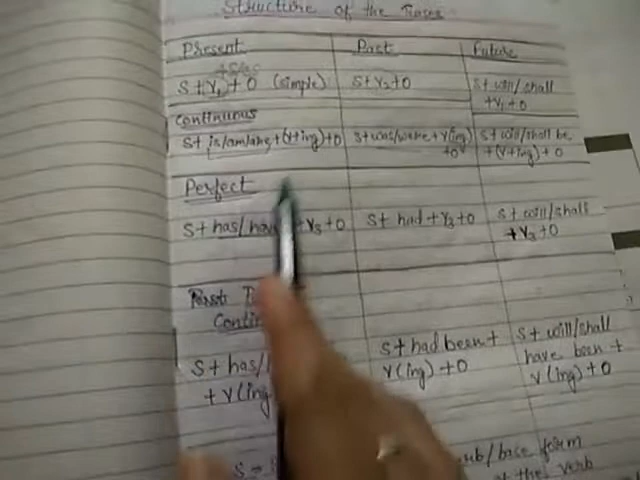 Structure of the Tenses
Present Past Future
+s/es
S+V1+O (simple) S+V2+O S+will/shall
+V1+O
Continuous
S+ is/am/are +(V+ing)+O S+was/were+V(ing) S+will/shall be
+O +(V+ing)+O
Perfect
S+ has/have +V3+O S+ had+V3+O S+ will/shall
+V3+O
S+ has/ S+had been+ S+will/shall
+V(ing V(ing)+O have been+
V(ing)+O
S = verb/base form
the verb